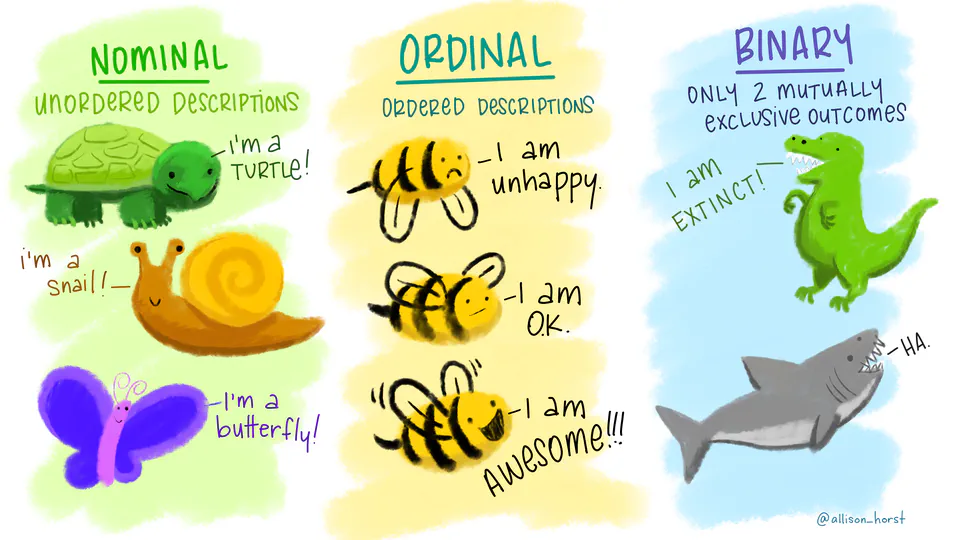 NOMINAL
UNORDERED DESCRIPTIONS
i'm a
TURTLE!
i'm a
snail!
I'm a
butterfly!
ORDINAL
ORDERED DESCRIPTIONS
I am
unhappy.
I am
O.K.
I am
AWESOME!!!
BINARY
ONLY 2 MUTUALLY
EXCLUSIVE OUTCOMES
I am
EXTINCT!
HA.
@allison_horst